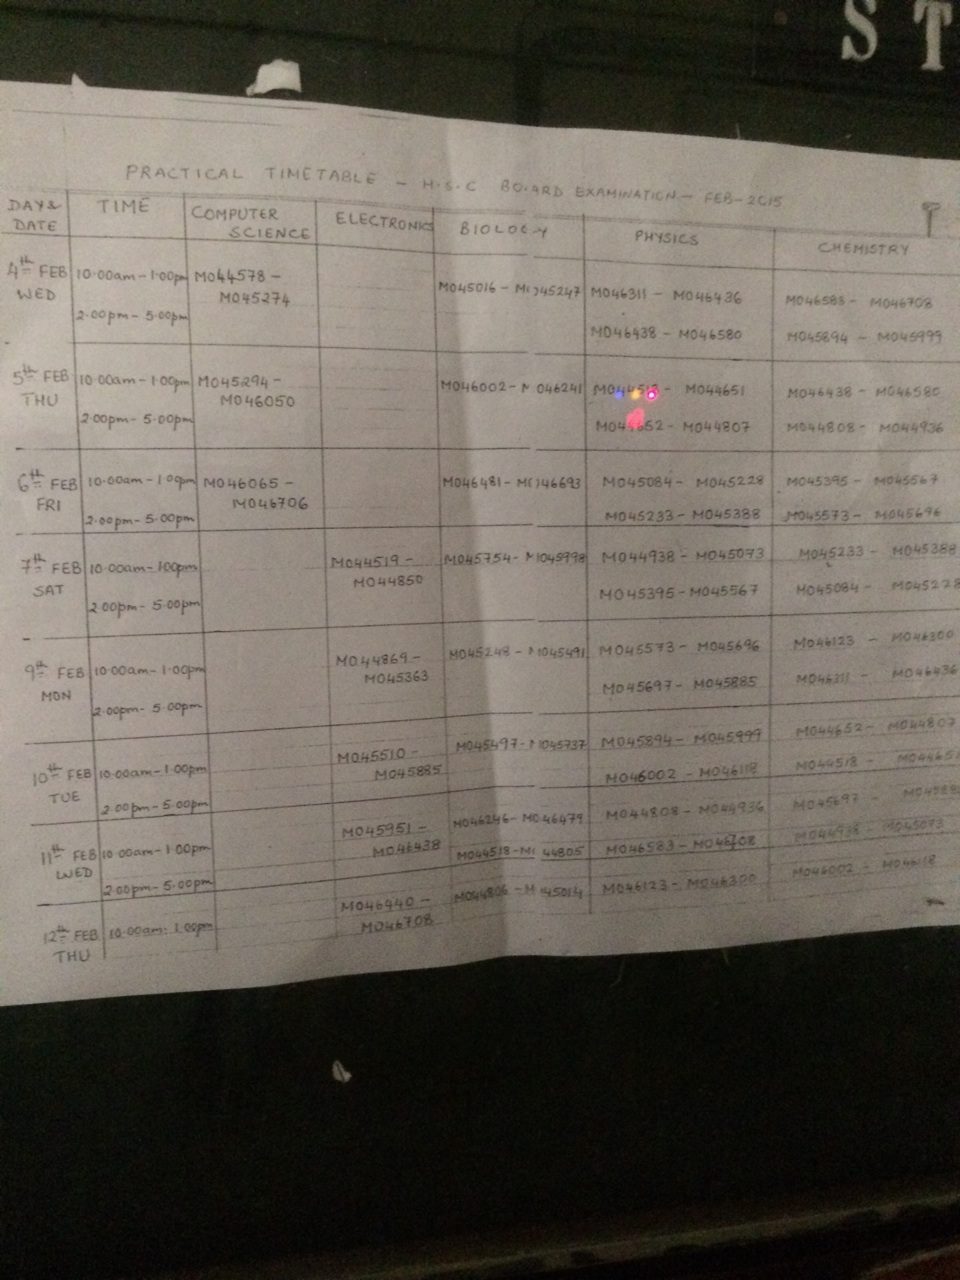 ST
PRACTICAL TIMETABLE - H.S.C BOARD EXAMINATION - FEB-2015
DAY & DATE TIME COMPUTER SCIENCE ELECTRONICS BIOLOGY PHYSICS CHEMISTRY
4th FEB WED 10.00am-1.00pm M044578 - M045274 M045016 - M045247 M046311 - M046436 M046583 - M046708
2.00pm-5.00pm M046438 - M046580 M045894 - M045999
5th FEB THU 10.00am-1.00pm M045294 - M046050 M046002 - M046241 - M044651 M046438 - M046580
2.00pm-5.00pm M044652 - M044807 M044808 - M044936
6th FEB FRI 10.00am-1.00pm M046065 - M046706 M046481 - M046693 M045084 - M045228 M045395 - M045567
2.00pm-5.00pm M045233 - M045388 M045573 - M045696
7th FEB SAT 10.00am-1.00pm M044519 - M044850 M045754 - M045998 M044938 - M045073 M045233 - M045388
2.00pm-5.00pm M045395 - M045567 M045084 - M045228
9th FEB MON 10.00am-1.00pm M044869 - M045363 M045248 - M045491 M045573 - M045696 M046123 - M046300
2.00pm-5.00pm M045697 - M045885 M046311 - M046436
10th FEB TUE 10.00am-1.00pm M045510 - M045885 M045497 - M045737 M045894 - M045999 M044652 - M044807
2.00pm-5.00pm M046002 - M046118 M044518 -
11th FEB WED 10.00am-1.00pm M045951 - M046438 M046246 - M046479 M044808 - M044936 M045697 -
2.00pm-5.00pm M044518 - M044805 M046583 - M046708 M044938 - M045073
12th FEB THU 10.00am-1.00pm M046440 - M046708 M044806 - M045014 M046123 - M046300 M046002 - M046118